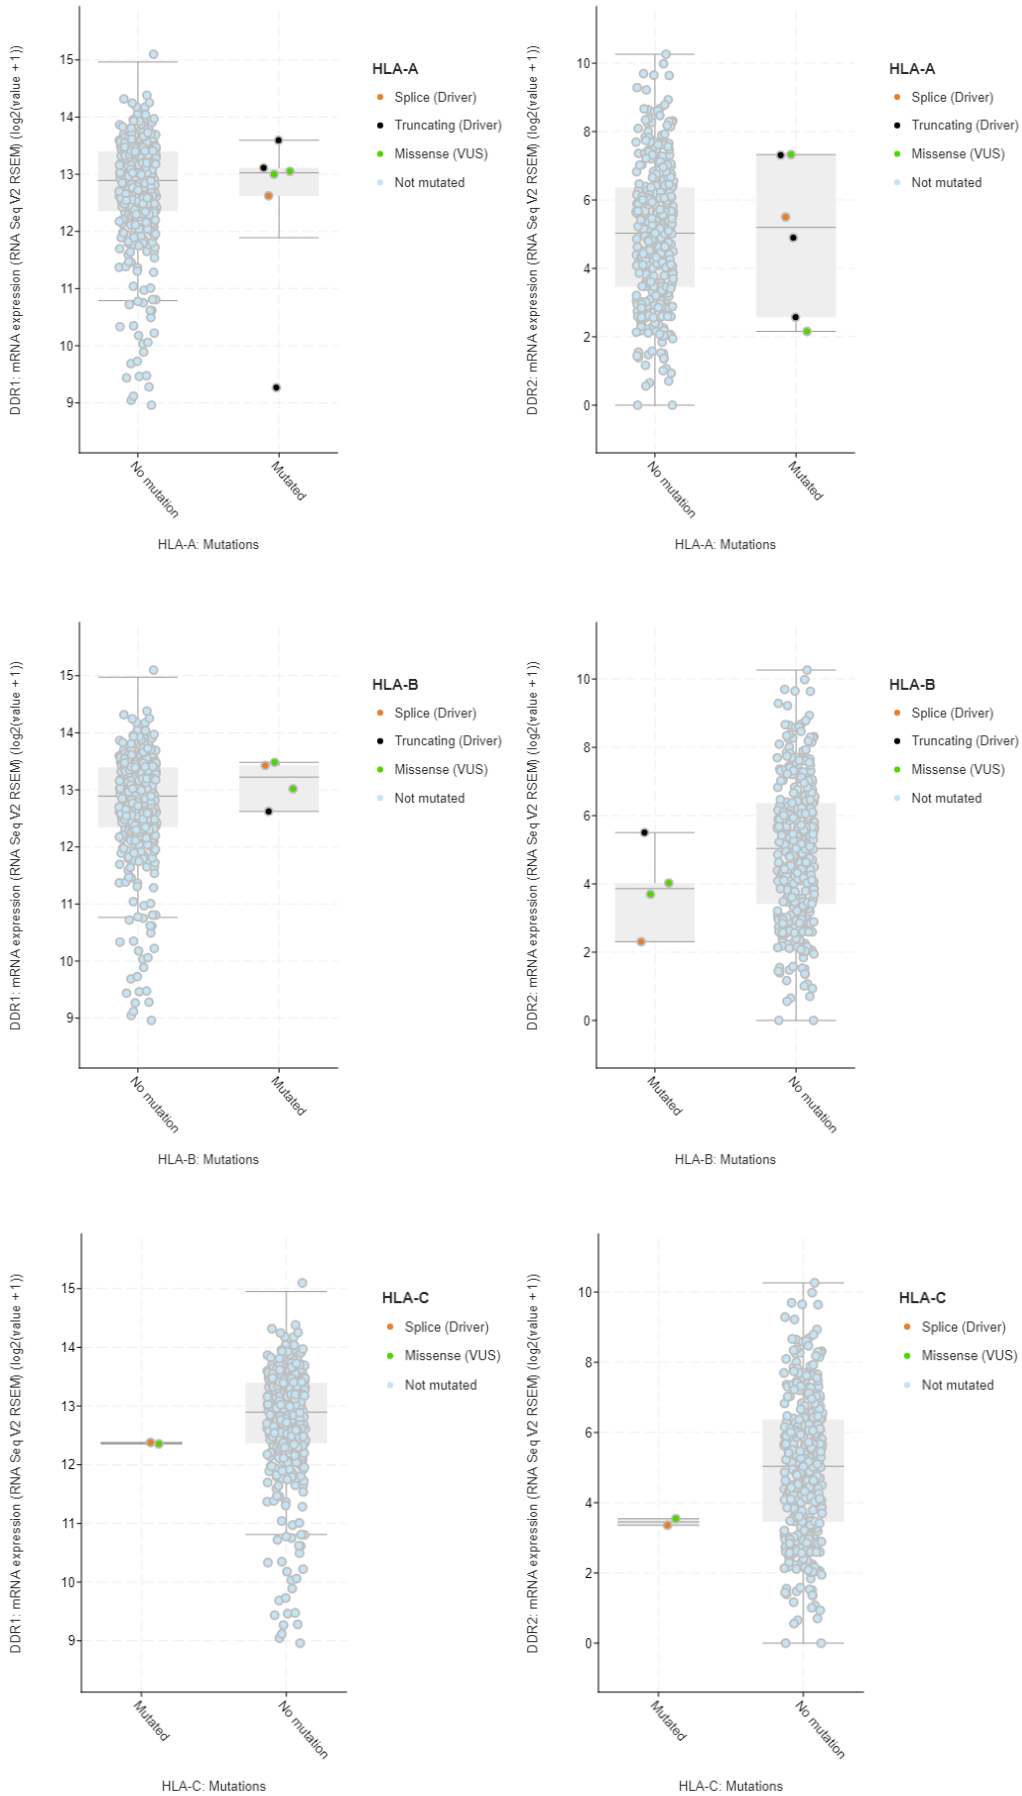 DDR1: mRNA expression (RNA Seq V2 RSEM) (log2(value + 1))
15
14
13
12
11
10
9
No mutation
Mutated
HLA-A: Mutations
HLA-A
Splice (Driver)
Truncating (Driver)
Missense (VUS)
Not mutated
DDR2: mRNA expression (RNA Seq V2 RSEM) (log2(value + 1))
10
8
6
4
2
0
No mutation
Mutated
HLA-A: Mutations
HLA-A
Splice (Driver)
Truncating (Driver)
Missense (VUS)
Not mutated
DDR1: mRNA expression (RNA Seq V2 RSEM) (log2(value + 1))
15
14
13
12
11
10
9
No mutation
Mutated
HLA-B: Mutations
HLA-B
Splice (Driver)
Truncating (Driver)
Missense (VUS)
Not mutated
DDR2: mRNA expression (RNA Seq V2 RSEM) (log2(value + 1))
10
8
6
4
2
0
Mutated
No mutation
HLA-B: Mutations
HLA-B
Splice (Driver)
Truncating (Driver)
Missense (VUS)
Not mutated
DDR1: mRNA expression (RNA Seq V2 RSEM) (log2(value + 1))
15
14
13
12
11
10
9
Mutated
No mutation
HLA-C: Mutations
HLA-C
Splice (Driver)
Missense (VUS)
Not mutated
DDR2: mRNA expression (RNA Seq V2 RSEM) (log2(value + 1))
10
8
6
4
2
0
Mutated
No mutation
HLA-C: Mutations
HLA-C
Splice (Driver)
Missense (VUS)
Not mutated